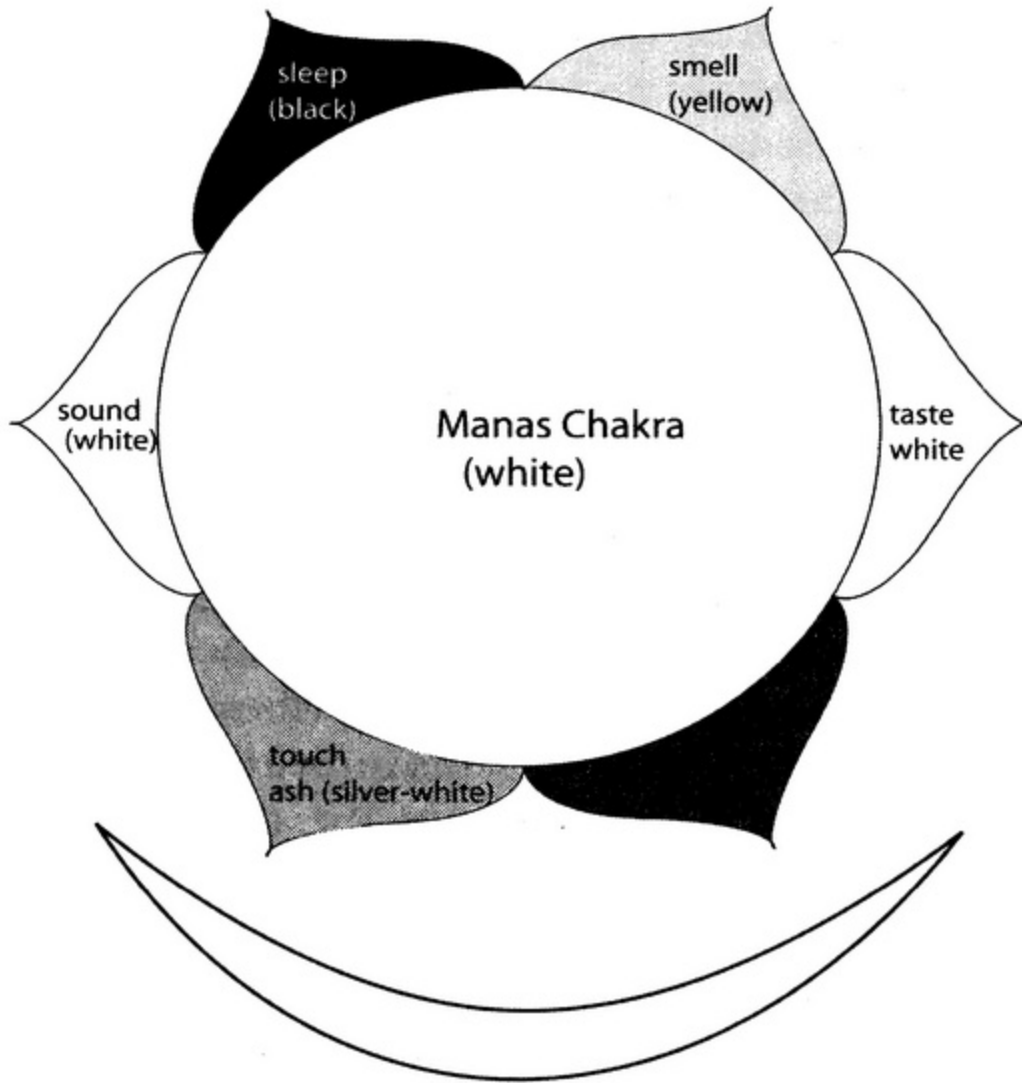 sleep
(black)
smell
(yellow)
sound
(white)
Manas Chakra
(white)
taste
white
touch
ash (silver-white)